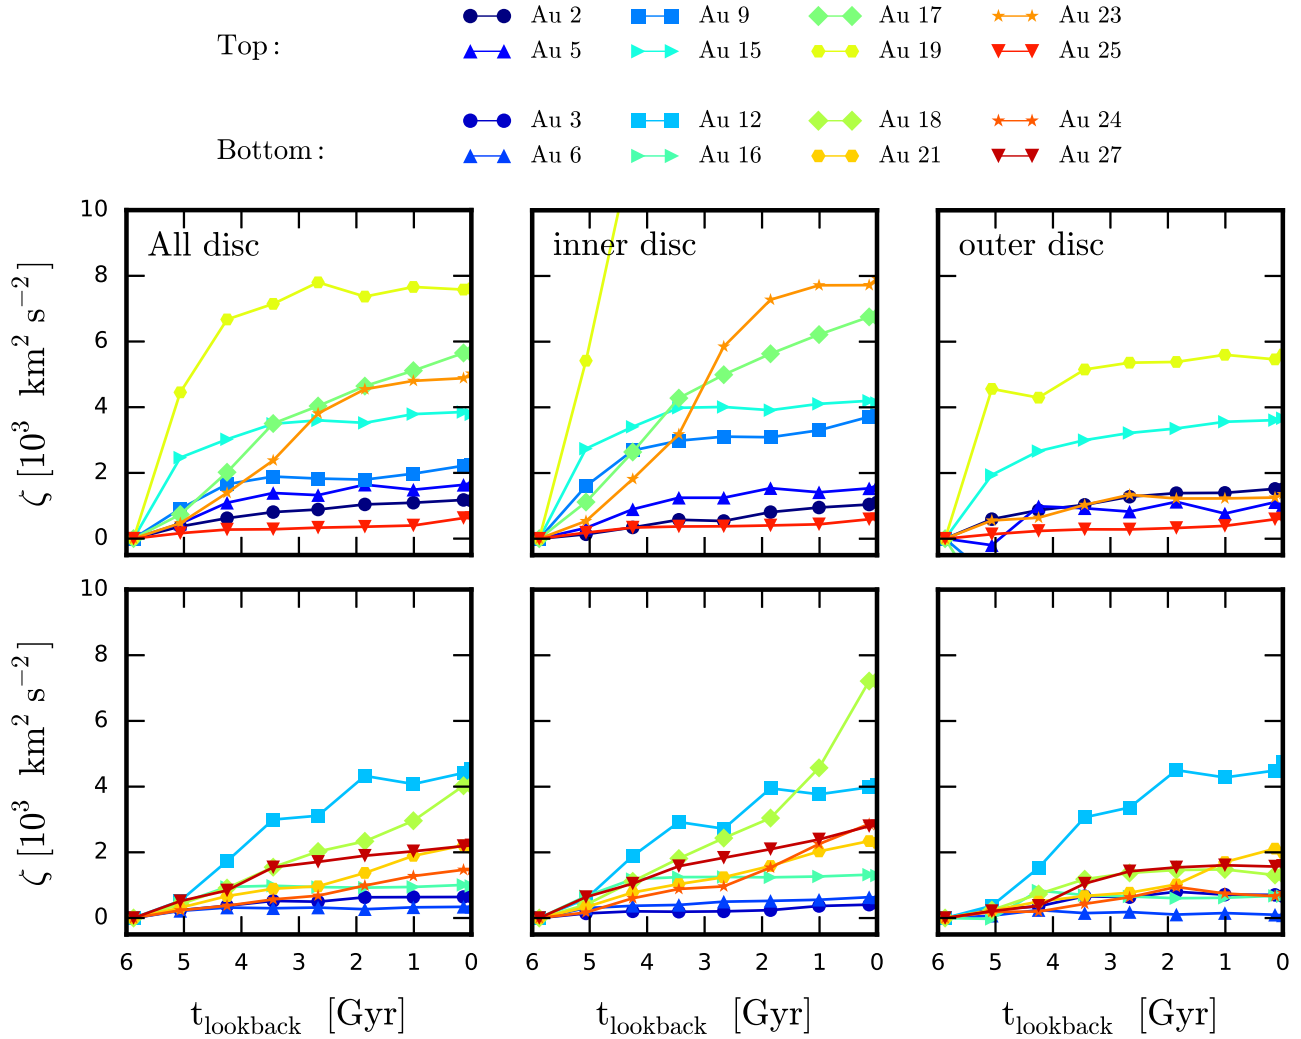 Top:
Au 2 Au 9 Au 17 Au 23
Au 5 Au 15 Au 19 Au 25
Bottom:
Au 3 Au 12 Au 18 Au 24
Au 6 Au 16 Au 21 Au 27
ζ [10³ km² s⁻²]
10
8
6
4
2
0
All disc
inner disc
outer disc
ζ [10³ km² s⁻²]
10
8
6
4
2
0
6 5 4 3 2 1 0
6 5 4 3 2 1 0
6 5 4 3 2 1 0
t_lookback [Gyr]
t_lookback [Gyr]
t_lookback [Gyr]